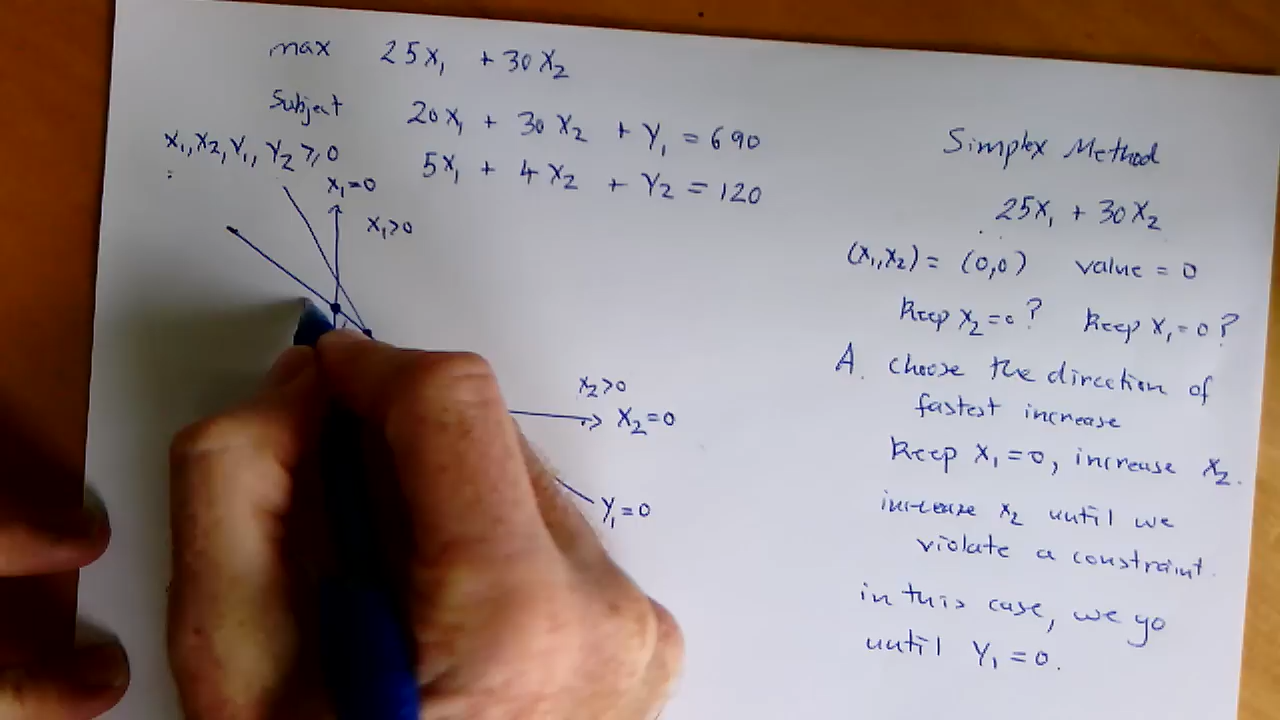 max 25x₁ + 30x₂
Subject 20x₁ + 30x₂ + y₁ = 690
x₁, x₂, y₁, y₂ ⩾ 0 5x₁ + 4x₂ + y₂ = 120
x₁=0
x₁>0
x₂>0
x₂=0
y₁=0
Simplex Method
25x₁ + 30x₂
(x₁,x₂) = (0,0) value = 0
keep x₂=0? keep x₁=0?
A. choose the direction of
fastest increase
keep x₁=0, increase x₂.
increase x₂ until we
violate a constraint.
in this case, we go
until y₁=0.